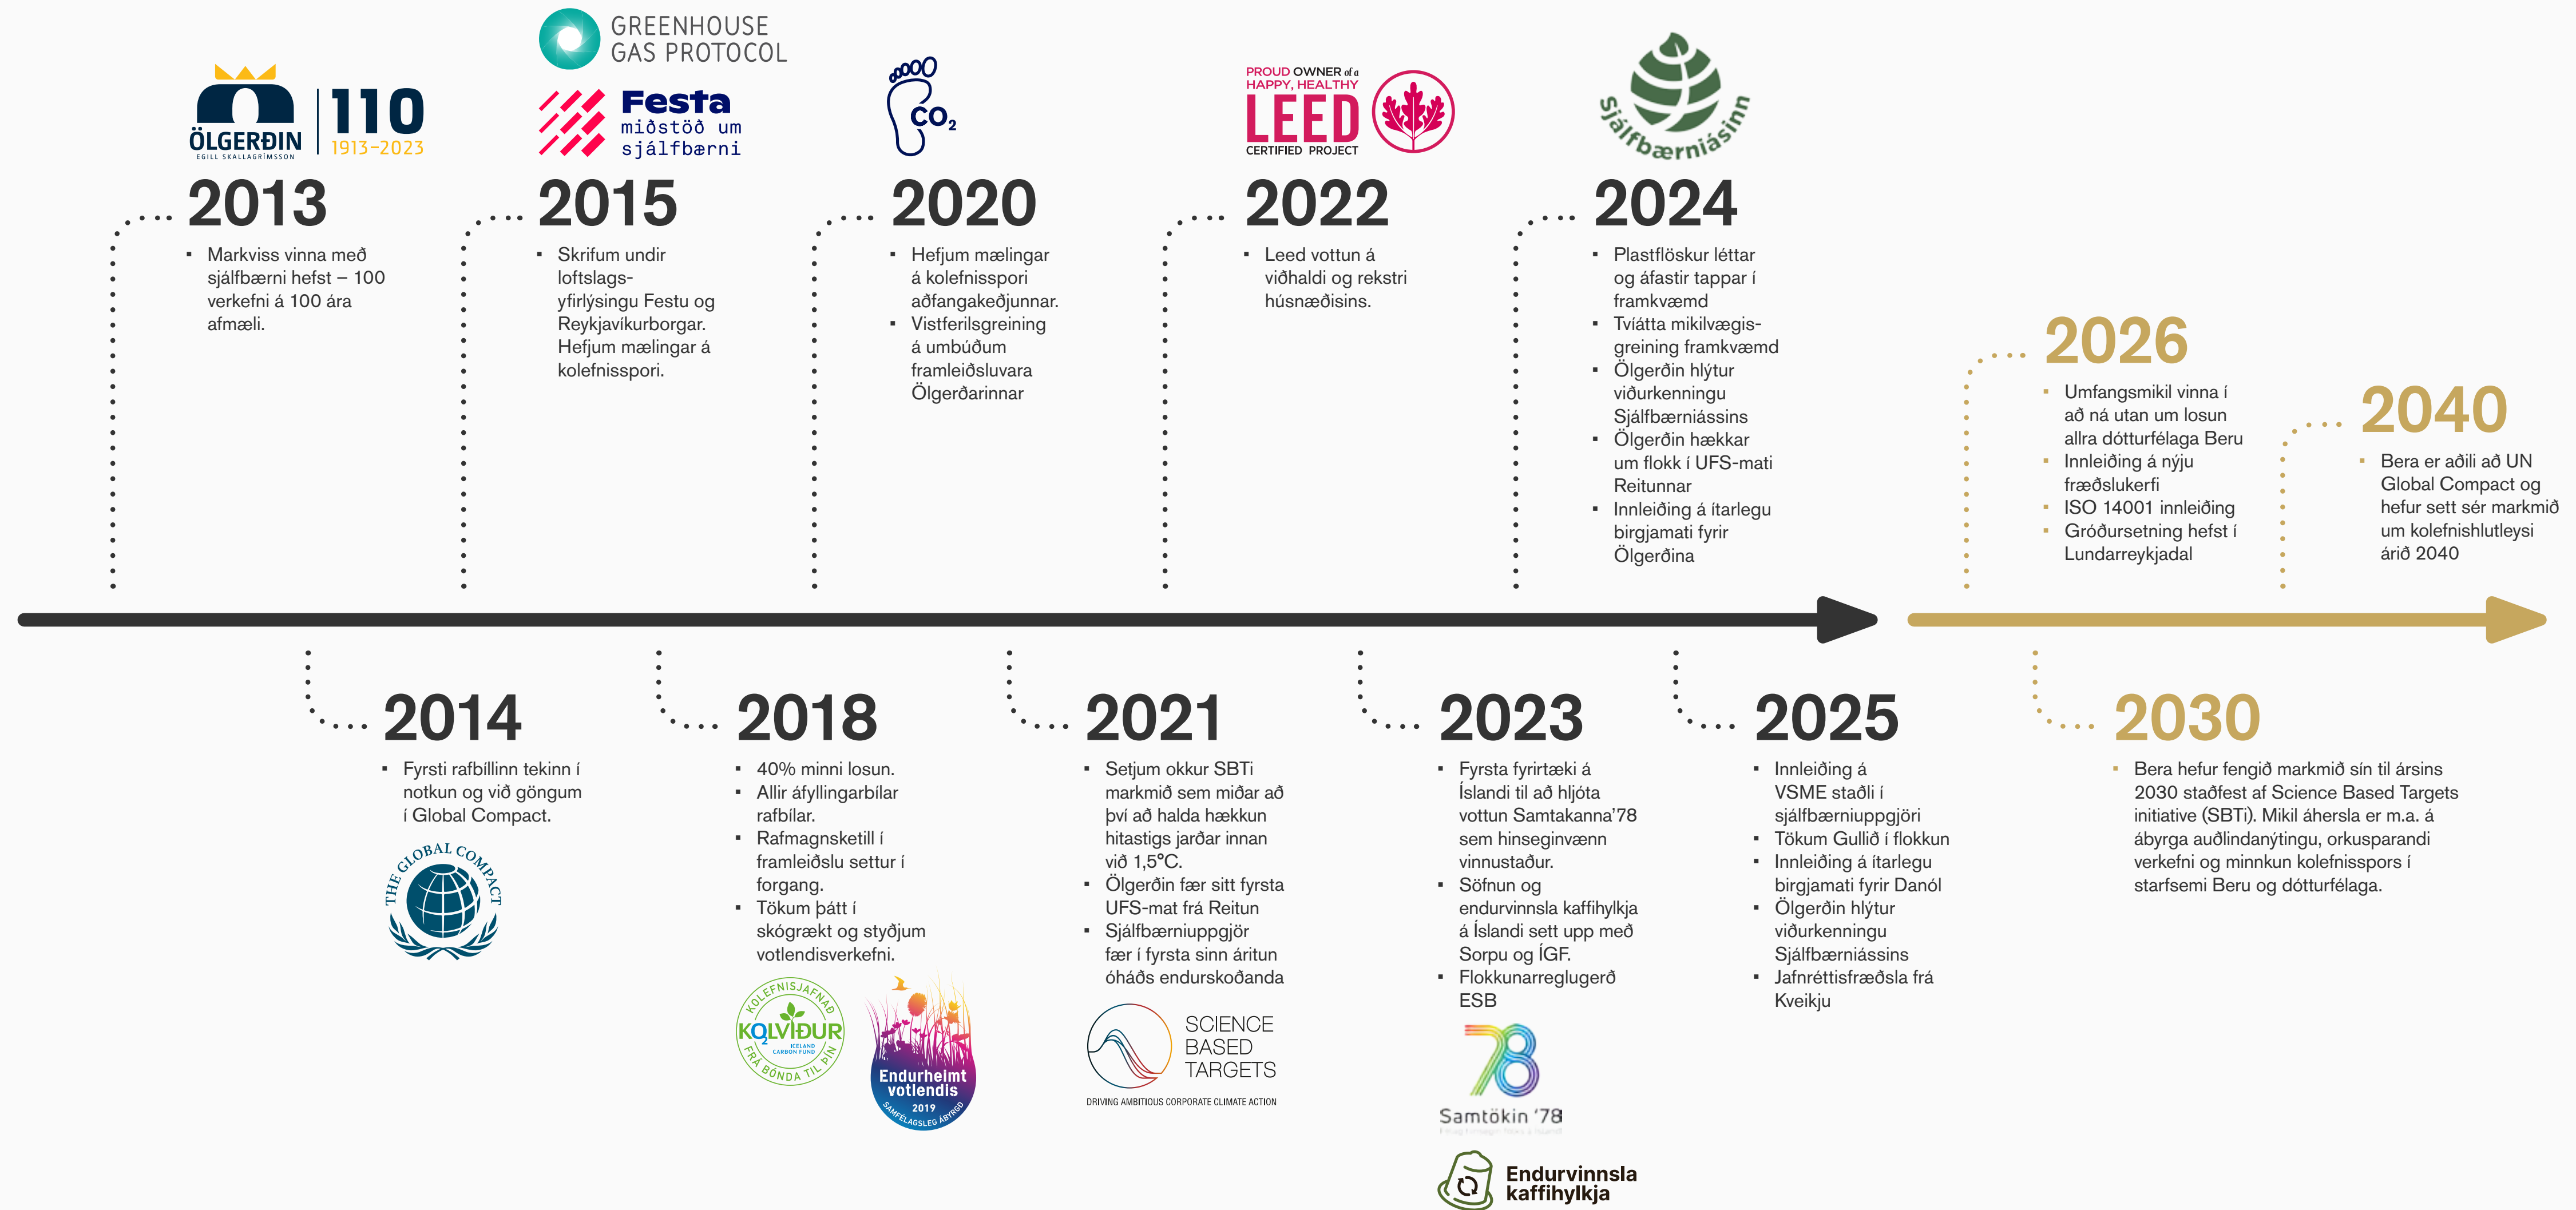 ÖLGERÐIN
EGILL SKALLAGRÍMSSON
110
1913–2023
2013
▪ Markviss vinna með
sjálfbærni hefst – 100
verkefni á 100 ára
afmæli.
2014
▪ Fyrsti rafbíllinn tekinn í
notkun og við göngum
í Global Compact.
THE GLOBAL COMPACT
GREENHOUSE
GAS PROTOCOL
Festa
miðstöð um
sjálfbærni
2015
▪ Skrifum undir
loftslags-
yfirlýsingu Festu og
Reykjavíkurborgar.
Hefjum mælingar á
kolefnisspori.
2018
▪ 40% minni losun.
▪ Allir áfyllingarbílar
rafbílar.
▪ Rafmagnsketill í
framleiðslu settur í
forgang.
▪ Tökum þátt í
skógrækt og styðjum
votlendisverkefni.
KOLEFNISJAFNAÐ
KO2LVIÐUR
ICELAND
CARBON FUND
FRÁ BÓNDA TIL ÞÍN
Endurheimt
votlendis
2019
SAMFÉLAGSLEG ÁBYRGÐ
CO2
2020
▪ Hefjum mælingar
á kolefnisspori
aðfangakeðjunnar.
▪ Vistferilsgreining
á umbúðum
framleiðsluvara
Ölgerðarinnar
2021
▪ Setjum okkur SBTi
markmið sem miðar að
því að halda hækkun
hitastigs jarðar innan
við 1,5°C.
▪ Ölgerðin fær sitt fyrsta
UFS-mat frá Reitun
▪ Sjálfbærniuppgjör
fær í fyrsta sinn áritun
óháðs endurskoðanda
SCIENCE
BASED
TARGETS
DRIVING AMBITIOUS CORPORATE CLIMATE ACTION
PROUD OWNER of a
HAPPY, HEALTHY
LEED
CERTIFIED PROJECT
2022
▪ Leed vottun á
viðhaldi og rekstri
húsnæðisins.
2023
▪ Fyrsta fyrirtæki á
Íslandi til að hljóta
vottun Samtakanna'78
sem hinseginvænn
vinnustaður.
▪ Söfnun og
endurvinnsla kaffihylkja
á Íslandi sett upp með
Sorpu og ÍGF.
▪ Flokkunarreglugerð
ESB
78
Samtökin '78
Endurvinnsla
kaffihylkja
Sjálfbærniásinn
2024
▪ Plastflöskur léttar
og áfastir tappar í
framkvæmd
▪ Tvíátta mikilvægis-
greining framkvæmd
▪ Ölgerðin hlýtur
viðurkenningu
Sjálfbærniássins
▪ Ölgerðin hækkar
um flokk í UFS-mati
Reitunnar
▪ Innleiðing á ítarlegu
birgjamati fyrir
Ölgerðina
2025
▪ Innleiðing á
VSME staðli í
sjálfbærniuppgjöri
▪ Tökum Gullið í flokkun
▪ Innleiðing á ítarlegu
birgjamati fyrir Danól
▪ Ölgerðin hlýtur
viðurkenningu
Sjálfbærniássins
▪ Jafnréttisfræðsla frá
Kveikju
2026
▪ Umfangsmikil vinna í
að ná utan um losun
allra dótturfélaga Beru
▪ Innleiðing á nýju
fræðslukerfi
▪ ISO 14001 innleiðing
▪ Gróðursetning hefst í
Lundarreykjadal
2030
▪ Bera hefur fengið markmið sín til ársins
2030 staðfest af Science Based Targets
initiative (SBTi). Mikil áhersla er m.a. á
ábyrga auðlindanýtingu, orkusparandi
verkefni og minnkun kolefnisspors í
starfsemi Beru og dótturfélaga.
2040
▪ Bera er aðili að UN
Global Compact og
hefur sett sér markmið
um kolefnishlutleysi
árið 2040